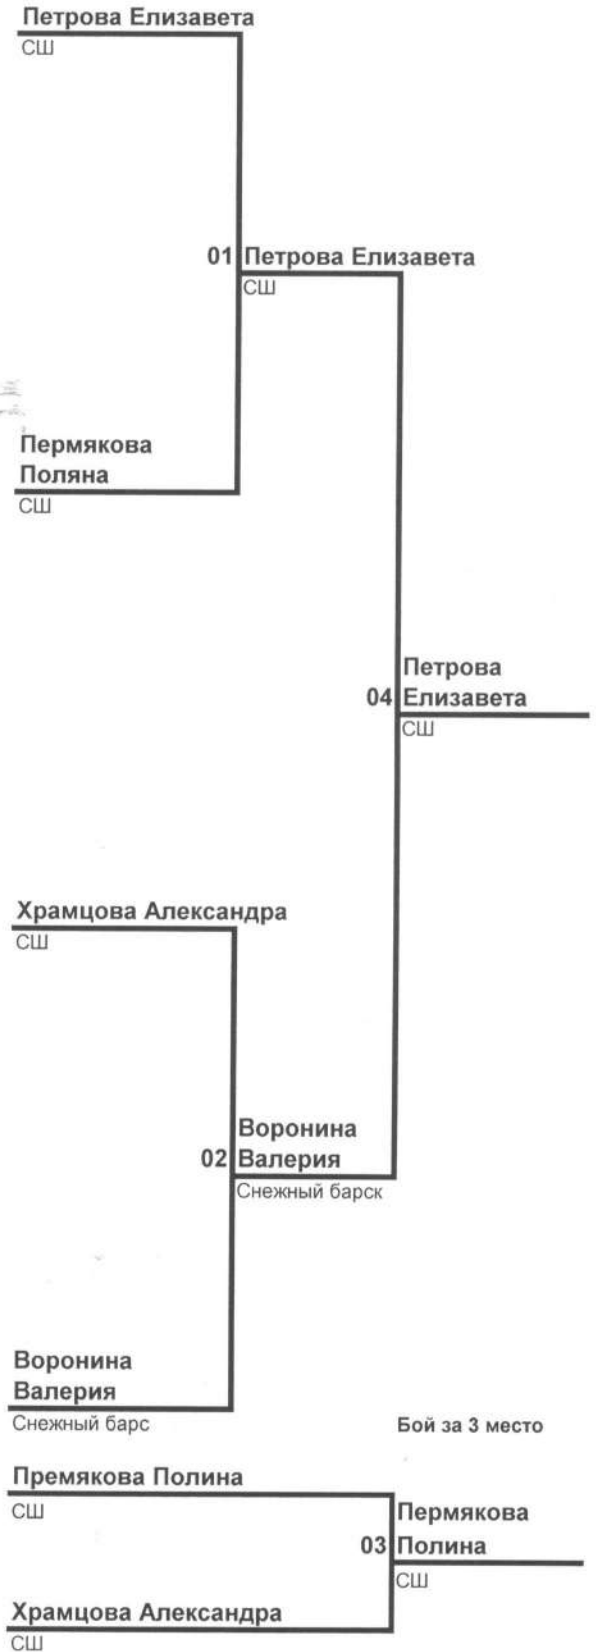 Петрова Елизавета
СШ
01 Петрова Елизавета
СШ
Пермякова
Поляна
СШ
Петрова
04 Елизавета
СШ
Храмцова Александра
СШ
Воронина
02 Валерия
Снежный барск
Воронина
Валерия
Снежный барс
Бой за 3 место
Премякова Полина
СШ
Пермякова
03 Полина
СШ
Храмцова Александра
СШ